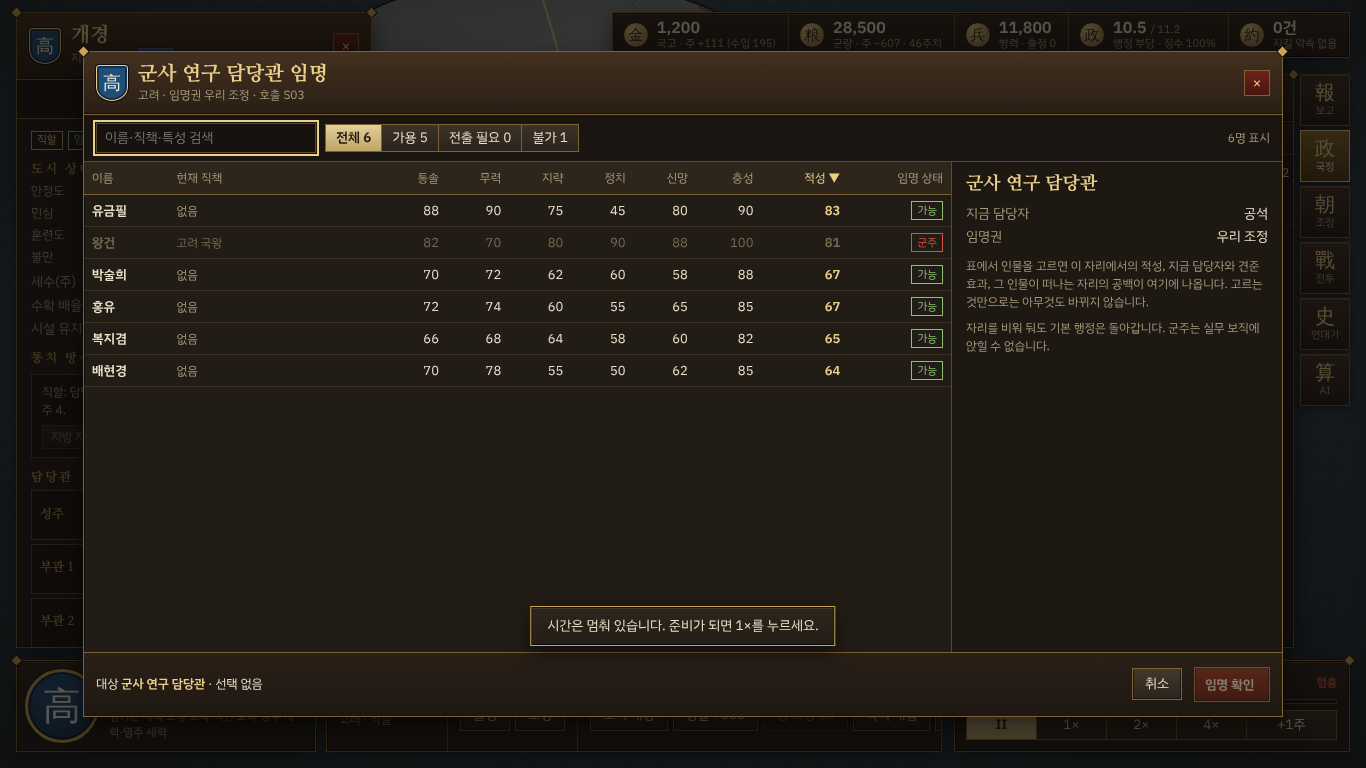 高
개경
金
1,200
국고 · 주 +111 (수입 195)
粮
28,500
군량 · 주 −607 · 46주치
兵
11,800
병력 · 출정 0
政
10.5 / 11.2
행정 부담 · 징수 100%
約
0건
지킬 약속 없음
×
高
군사 연구 담당관 임명
고려 · 임명권 우리 조정 · 호출 S03
×
이름·직책·특성 검색
전체 6
가용 5
전출 필요 0
불가 1
6명 표시
이름 현재 직책 통솔 무력 지략 정치 신망 충성 적성 ▼ 임명 상태
유금필 없음 88 90 75 45 80 90 83 가능
왕건 고려 국왕 82 70 80 90 88 100 81 군주
박술희 없음 70 72 62 60 58 88 67 가능
홍유 없음 72 74 60 55 65 85 67 가능
복지겸 없음 66 68 64 58 60 82 65 가능
배현경 없음 70 78 55 50 62 85 64 가능
군사 연구 담당관
지금 담당자 공석
임명권 우리 조정
표에서 인물을 고르면 이 자리에서의 적성, 지금 담당자와 견준
효과, 그 인물이 떠나는 자리의 공백이 여기에 나옵니다. 고르는
것만으로는 아무것도 바뀌지 않습니다.
자리를 비워 둬도 기본 행정은 돌아갑니다. 군주는 실무 보직에
앉힐 수 없습니다.
시간은 멈춰 있습니다. 준비가 되면 1×를 누르세요.
대상 군사 연구 담당관 · 선택 없음
취소
임명 확인
직할
도시 상
안정도
민심
훈련도
불만
세수(주)
수확 배율
시설 유지
통치 방
직할: 담
주 4.
지방 지
담당관
성주
부관 1
부관 2
報
보고
政
국정
朝
조정
戰
전투
史
연대기
算
AI
高
력·명주 세력
멈춤
II
1×
2×
4×
+1주